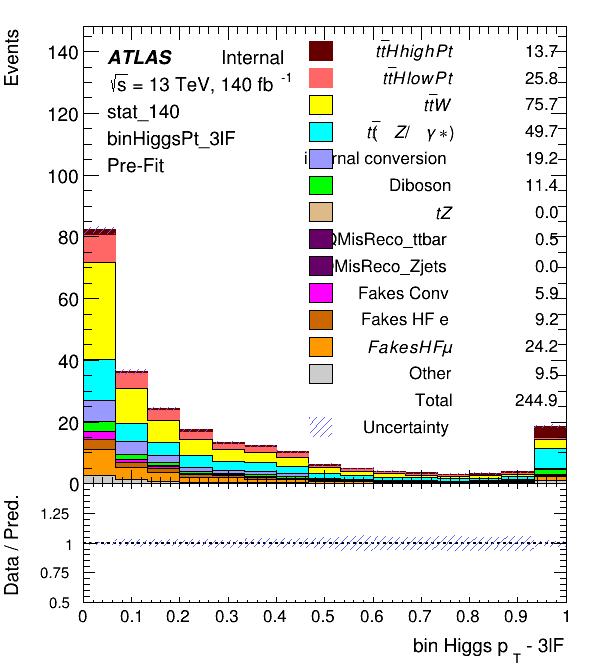 Events
ATLAS Internal
√s = 13 TeV, 140 fb -1
stat_140
binHiggsPt_3lF
Pre-Fit
tt̄HhighPt 13.7
tt̄HlowPt 25.8
tt̄W 75.7
tt̄( Z/ γ*) 49.7
internal conversion 19.2
Diboson 11.4
tZ 0.0
QMisReco_ttbar 0.5
QMisReco_Zjets 0.0
Fakes Conv 5.9
Fakes HF e 9.2
FakesHFμ 24.2
Other 9.5
Total 244.9
Uncertainty
140
120
100
80
60
40
20
0
Data / Pred.
1.25
1
0.75
0.5
0 0.1 0.2 0.3 0.4 0.5 0.6 0.7 0.8 0.9 1
bin Higgs p T - 3lF